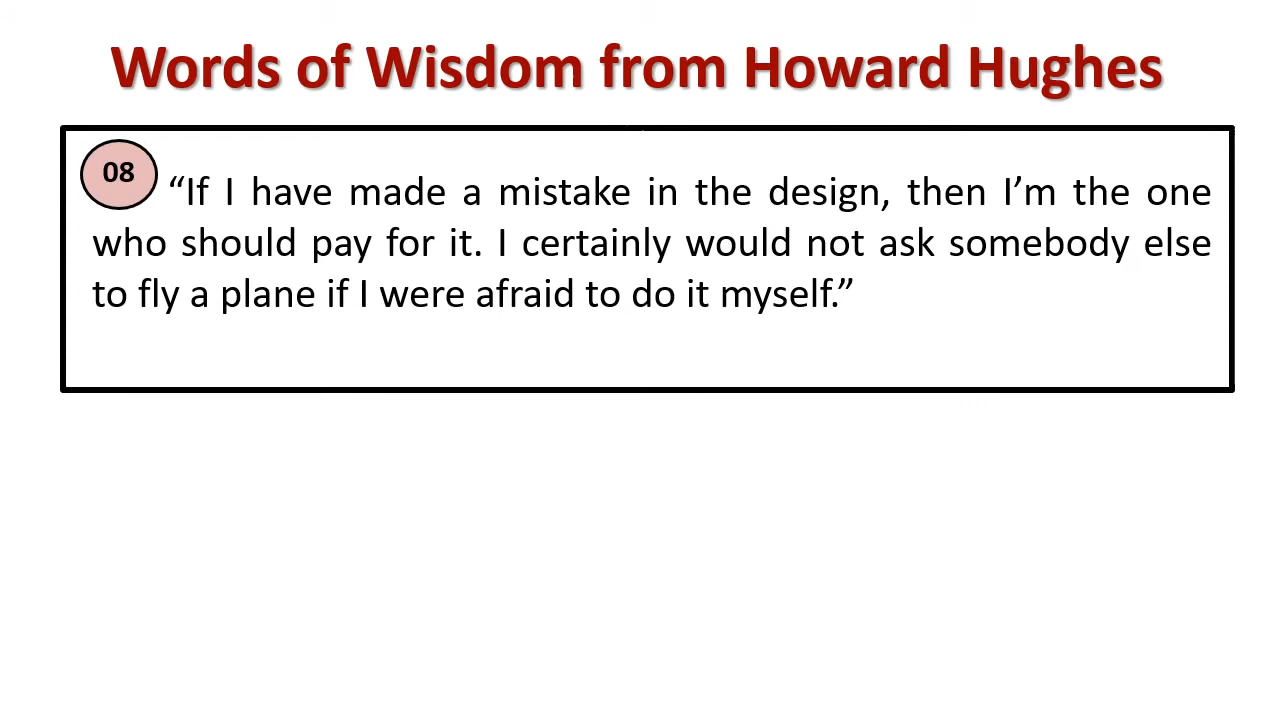 Words of Wisdom from Howard Hughes
08
“If I have made a mistake in the design, then I’m the one
who should pay for it. I certainly would not ask somebody else
to fly a plane if I were afraid to do it myself.”